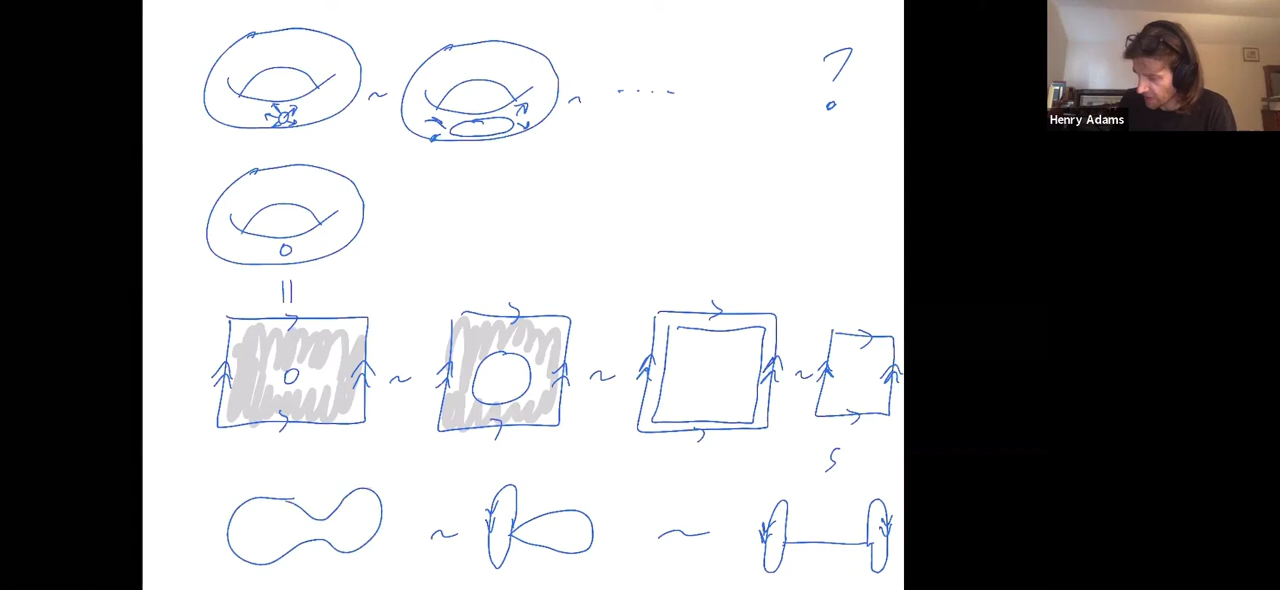 ~ ~ .... ?
Henry Adams
||
~ ~ ~
~ ~